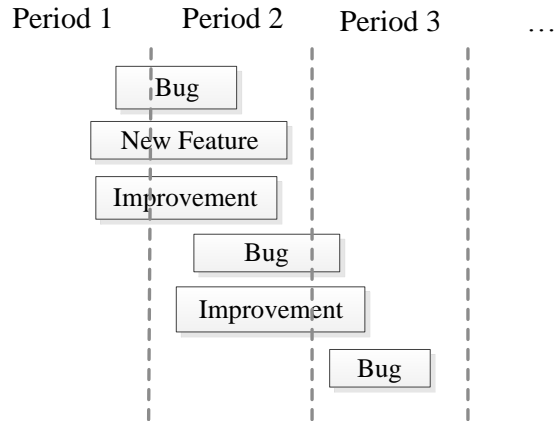 Period 1 Period 2 Period 3 …
Bug
New Feature
Improvement
Bug
Improvement
Bug